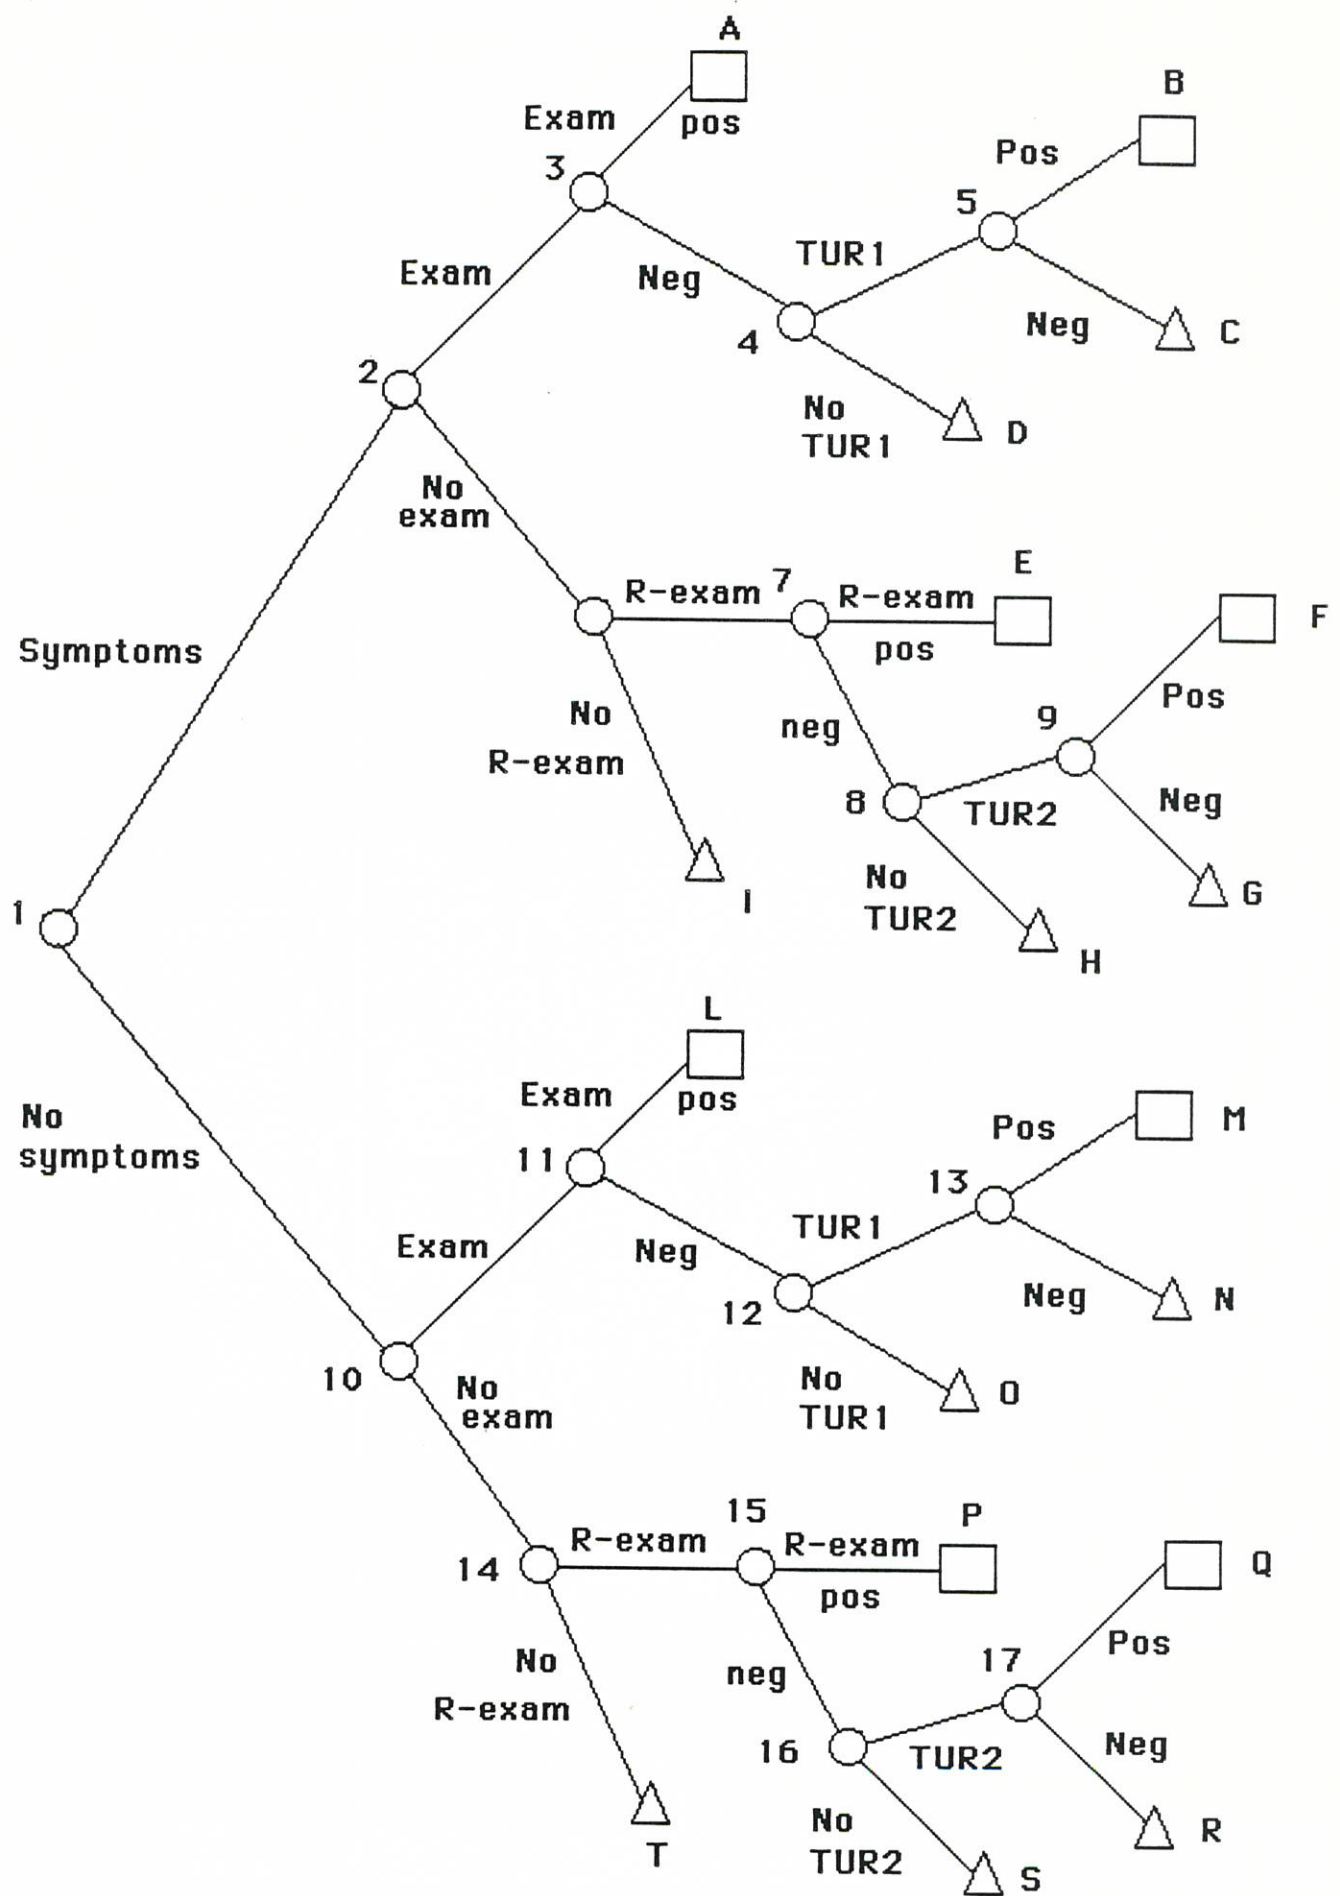 A
B
Exam
pos
3
Pos
5
TUR1
Exam
Neg
4
Neg
C
2
No
TUR1
D
No
exam
E
R-exam
7
R-exam
pos
F
Symptoms
No
R-exam
neg
9
Pos
8
TUR2
Neg
No
TUR2
I
G
H
1
L
Exam
pos
No
symptoms
M
Pos
11
13
TUR1
Exam
Neg
12
Neg
N
10
No
exam
No
TUR1
O
15
P
R-exam
R-exam
pos
14
Q
No
R-exam
neg
17
Pos
16
TUR2
Neg
No
TUR2
T
R
S